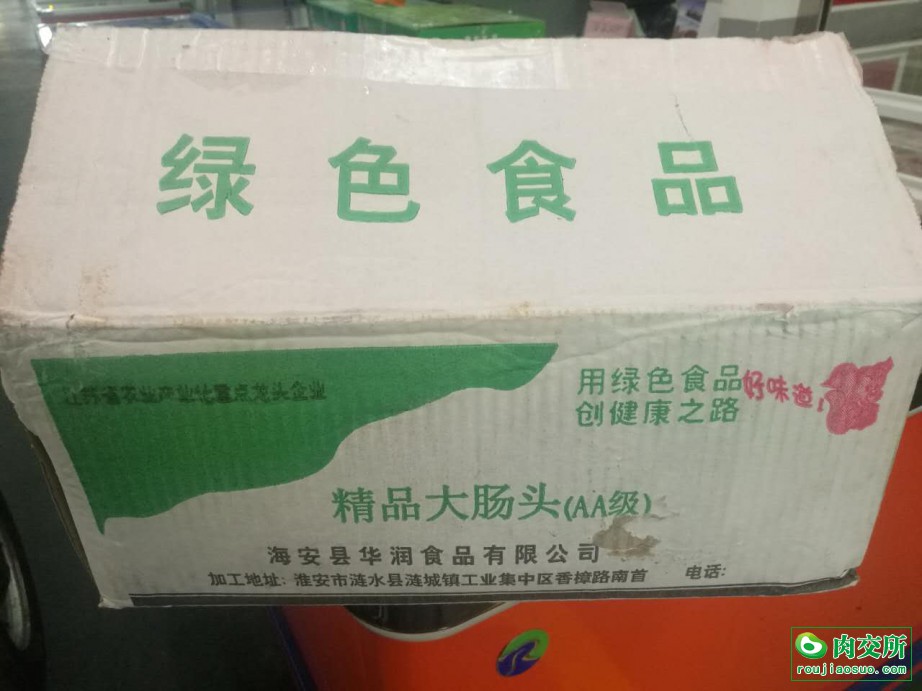 绿色食品
江苏省农业产业化重点龙头企业
用绿色食品
创健康之路
好味道!
精品大肠头(AA级)
海安县华润食品有限公司
加工地址: 淮安市涟水县涟城镇工业集中区香樟路南首 电话:
肉交所
roujiaosuo.com